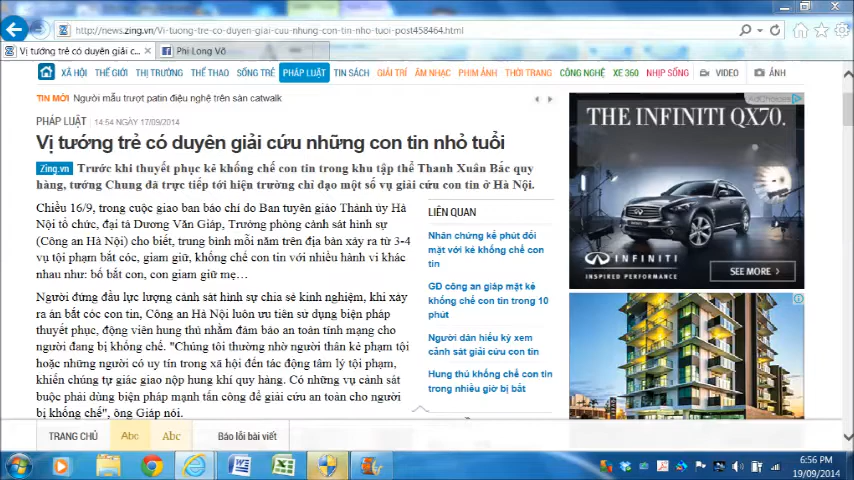 http://news.zing.vn/Vi-tuong-tre-co-duyen-giai-cuu-nhung-con-tin-nho-tuoi-post458464.html
Vị tướng trẻ có duyên giải c...
Phi Long Võ
XÃ HỘI THẾ GIỚI THỊ TRƯỜNG THỂ THAO SỐNG TRẺ PHÁP LUẬT TIN SÁCH GIẢI TRÍ ÂM NHẠC PHIM ẢNH THỜI TRANG CÔNG NGHỆ XE 360 NHỊP SỐNG VIDEO ẢNH
TIN MỚI Người mẫu trượt patin điệu nghệ trên sàn catwalk
PHÁP LUẬT 14:54 NGÀY 17/09/2014
Vị tướng trẻ có duyên giải cứu những con tin nhỏ tuổi
Zing.vn Trước khi thuyết phục kẻ khống chế con tin trong khu tập thể Thanh Xuân Bắc quy
hàng, tướng Chung đã trực tiếp tới hiện trường chỉ đạo một số vụ giải cứu con tin ở Hà Nội.
Chiều 16/9, trong cuộc giao ban báo chí do Ban tuyên giáo Thành ủy Hà
Nội tổ chức, đại tá Dương Văn Giáp, Trưởng phòng cảnh sát hình sự
(Công an Hà Nội) cho biết, trung bình mỗi năm trên địa bàn xảy ra từ 3-4
vụ tội phạm bắt cóc, giam giữ, khống chế con tin với nhiều hành vi khác
nhau như: bố bắt con, con giam giữ mẹ…
Người đứng đầu lực lượng cảnh sát hình sự chia sẻ kinh nghiệm, khi xảy
ra án bắt cóc con tin, Công an Hà Nội luôn ưu tiên sử dụng biện pháp
thuyết phục, động viên hung thủ nhằm đảm bảo an toàn tính mạng cho
người đang bị khống chế. "Chúng tôi thường nhờ người thân kẻ phạm tội
hoặc những người có uy tín trong xã hội đến tác động tâm lý tội phạm,
khiến chúng tự giác giao nộp hung khí quy hàng. Có những vụ cảnh sát
buộc phải dùng biện pháp mạnh tấn công để giải cứu an toàn cho người
bị khống chế", ông Giáp nói.
LIÊN QUAN
Nhân chứng kể phút đối
mặt với kẻ khống chế con
tin
GĐ công an giáp mặt kẻ
khống chế con tin trong 10
phút
Người dân hiếu kỳ xem
cảnh sát giải cứu con tin
Hung thủ khống chế con tin
trong nhiều giờ bị bắt
AdChoices
THE INFINITI QX70.
INFINITI
INSPIRED PERFORMANCE
SEE MORE >
TRANG CHỦ Abc Abc Báo lỗi bài viết
6:56 PM
19/09/2014